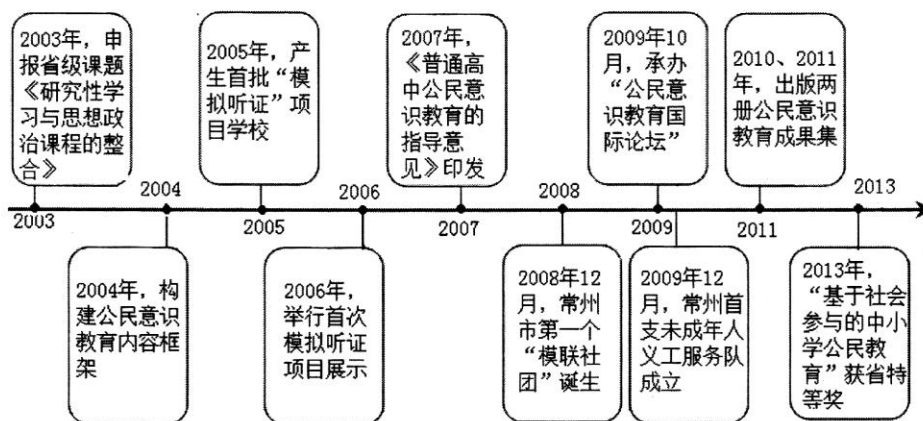 2003年，申
报省级课题
《研究性学
习与思想政
治课程的整
合》
2005年，产
生首批“模
拟听证”项
目学校
2007年，
《普通高
中公民意
识教育的
指导意
见》印发
2009年10
月，承办
“公民意
识教育国
际论坛”
2010、2011
年，出版两
册公民意识
教育成果集
2003
2004
2005
2006
2007
2008
2009
2011
2013
2004年，构
建公民意识
教育内容框
架
2006年，
举行首次
模拟听证
项目展示
2008年12
月，常州
市第一个
“模联社
团”诞生
2009年12
月，常州首
支未成年人
义工服务队
成立
2013年，
“基于社会
参与的中小
学公民教
育”获省特
等奖